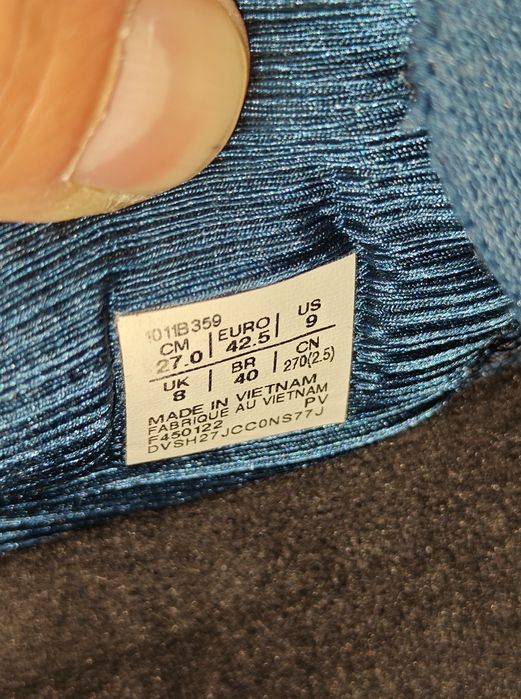 1011B359
CM EURO US
27.0 42.5 9
UK BR CN
8 40 270(2.5)
MADE IN VIETNAM
FABRIQUE AU VIETNAM
F450122 PV
DVSH27JCC0NS77J